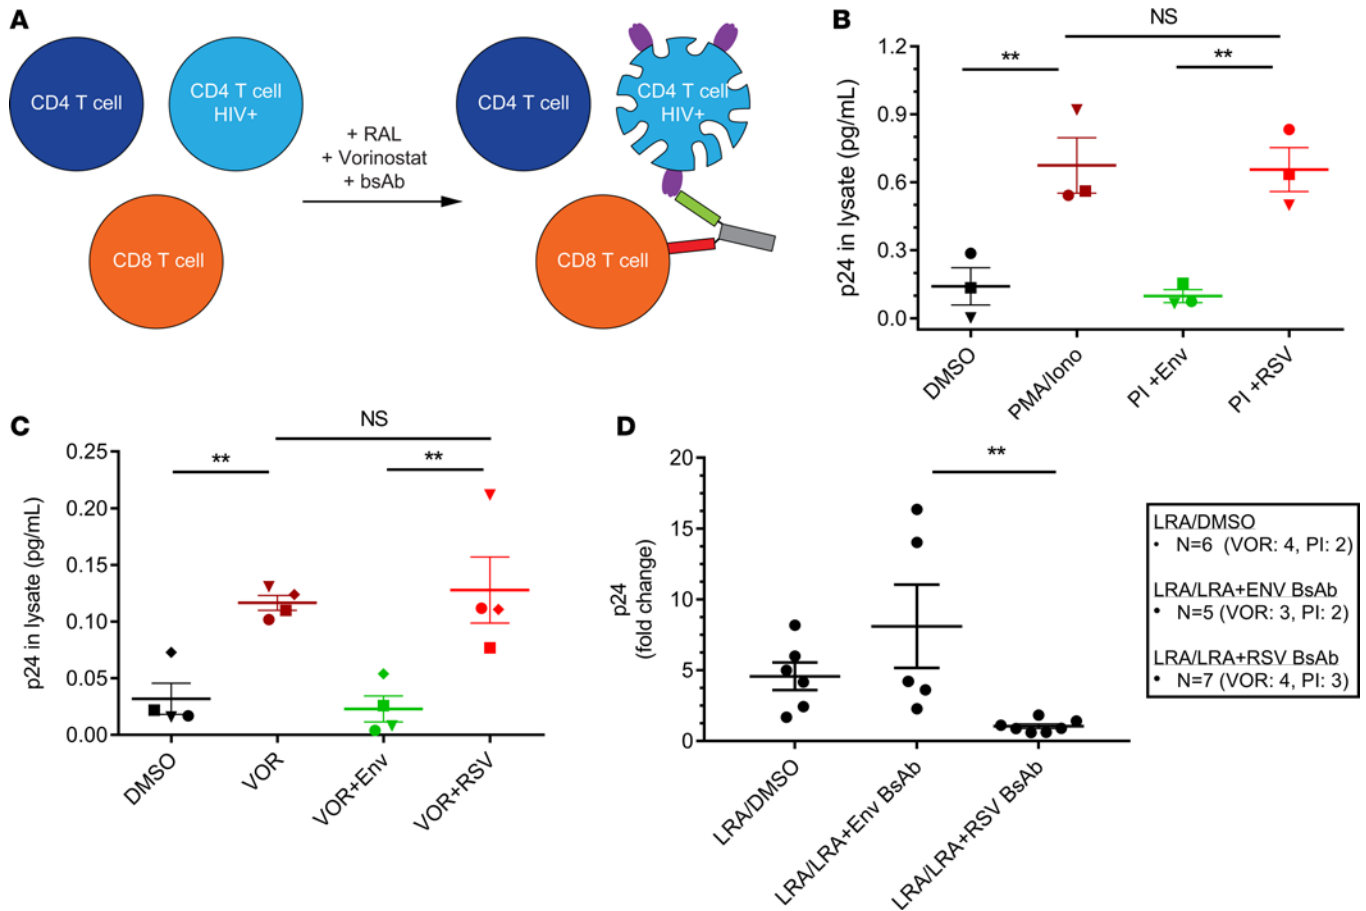 A
CD4 T cell
CD4 T cell
HIV+
CD8 T cell
+ RAL
+ Vorinostat
+ bsAb
CD4 T cell
CD4 T cell
HIV+
CD8 T cell
B
NS
**
**
p24 in lysate (pg/mL)
1.2
0.9
0.6
0.3
0.0
DMSO
PMA/Iono
PI +Env
PI +RSV
C
NS
**
**
p24 in lysate (pg/mL)
0.25
0.20
0.15
0.10
0.05
0.00
DMSO
VOR
VOR+Env
VOR+RSV
D
**
p24
(fold change)
20
15
10
5
0
LRA/DMSO
LRA/LRA+Env BsAb
LRA/LRA+RSV BsAb
LRA/DMSO
• N=6 (VOR: 4, PI: 2)
LRA/LRA+ENV BsAb
• N=5 (VOR: 3, PI: 2)
LRA/LRA+RSV BsAb
• N=7 (VOR: 4, PI: 3)